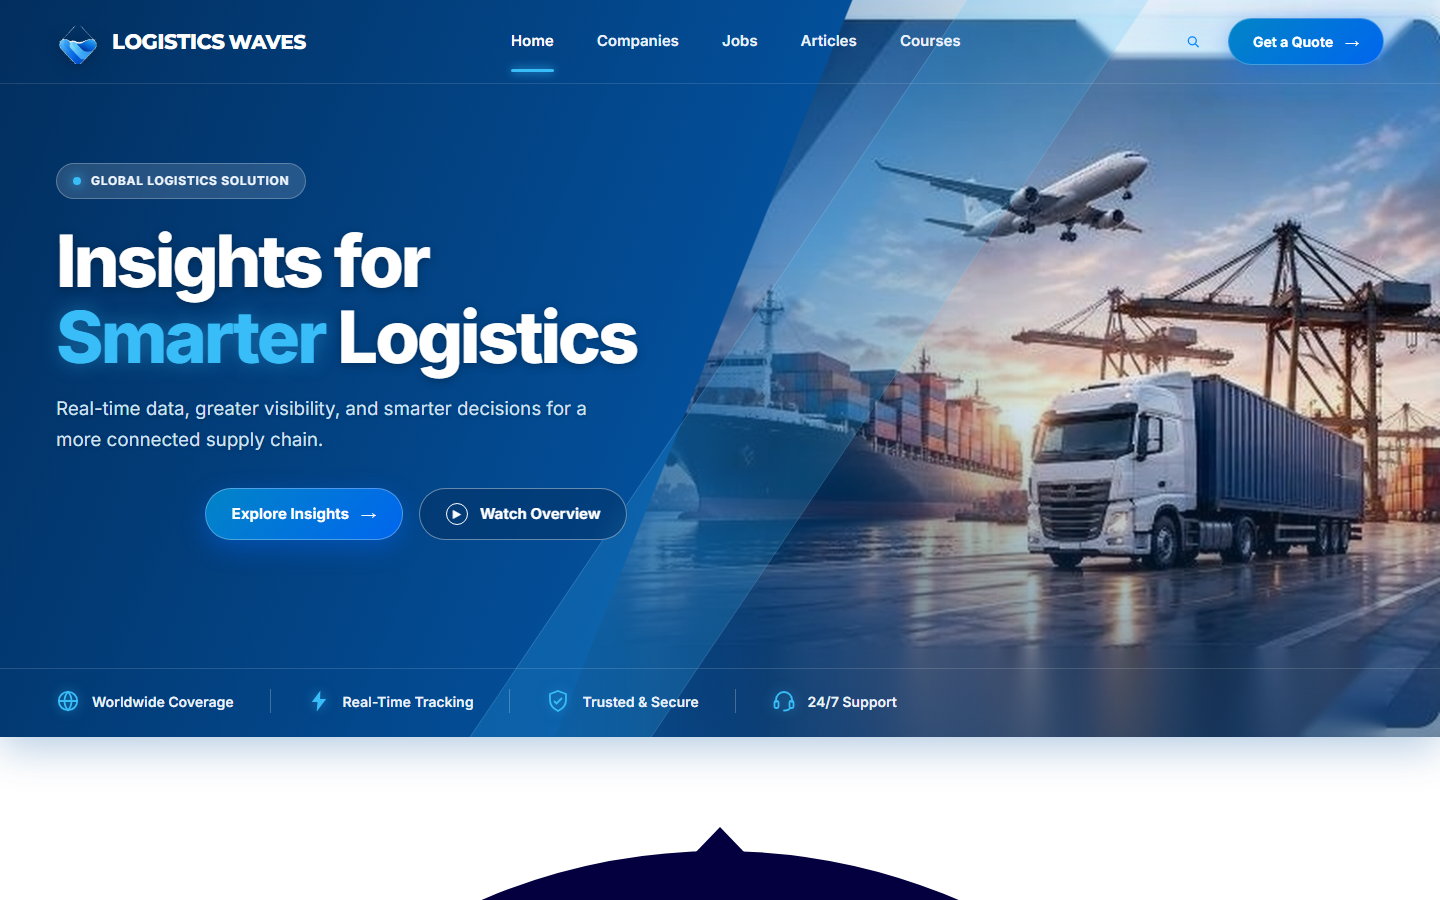 LOGISTICS WAVES
Home
Companies
Jobs
Articles
Courses
Get a Quote →
GLOBAL LOGISTICS SOLUTION
Insights for
Smarter Logistics
Real-time data, greater visibility, and smarter decisions for a
more connected supply chain.
Explore Insights →
Watch Overview
Worldwide Coverage
Real-Time Tracking
Trusted & Secure
24/7 Support